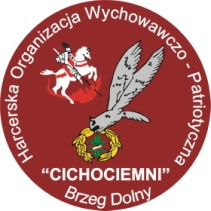 Harcerska Organizacja Wychowawczo - Patriotyczna
"CICHOCIEMNI"
Brzeg Dolny